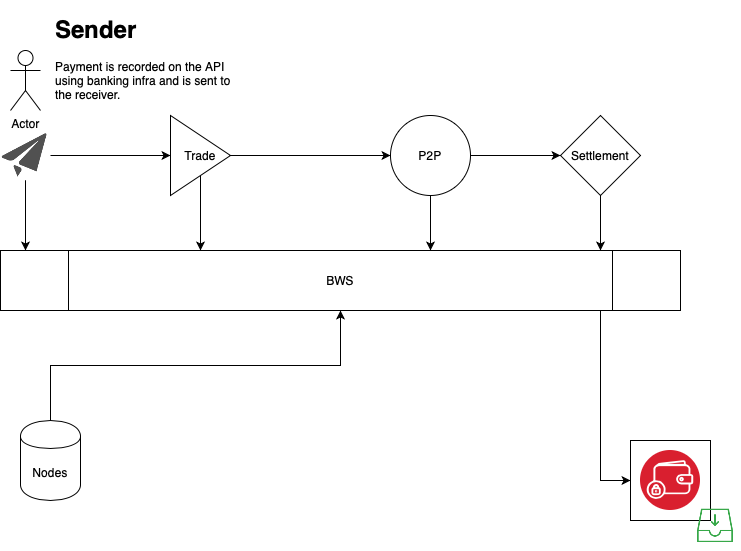 Sender
Payment is recorded on the API
using banking infra and is sent to
the receiver.
Actor
Trade
P2P
Settlement
BWS
Nodes